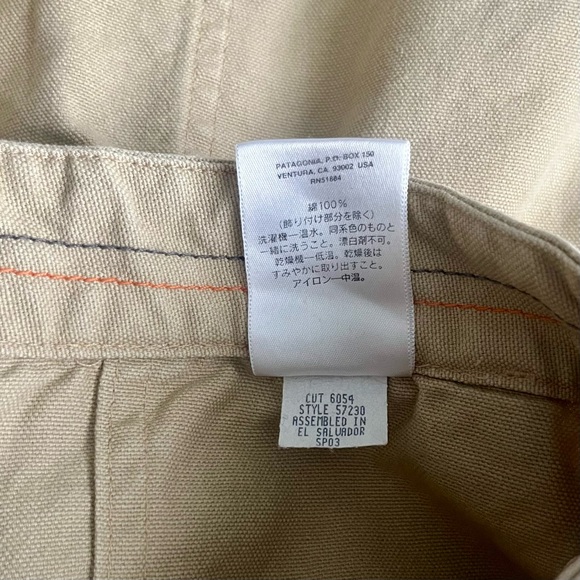 PATAGONIA, P.O. BOX 150
VENTURA, CA 93002 USA
RN51884
綿100%
(飾り付け部分を除く)
洗濯機一温水。同系色のものと
一緒に洗うこと。漂白剤不可。
乾燥機一低温。乾燥後は
すみやかに取り出すこと。
アイロン一中温。
CUT 6054
STYLE 57230
ASSEMBLED IN
EL SALVADOR
SP03